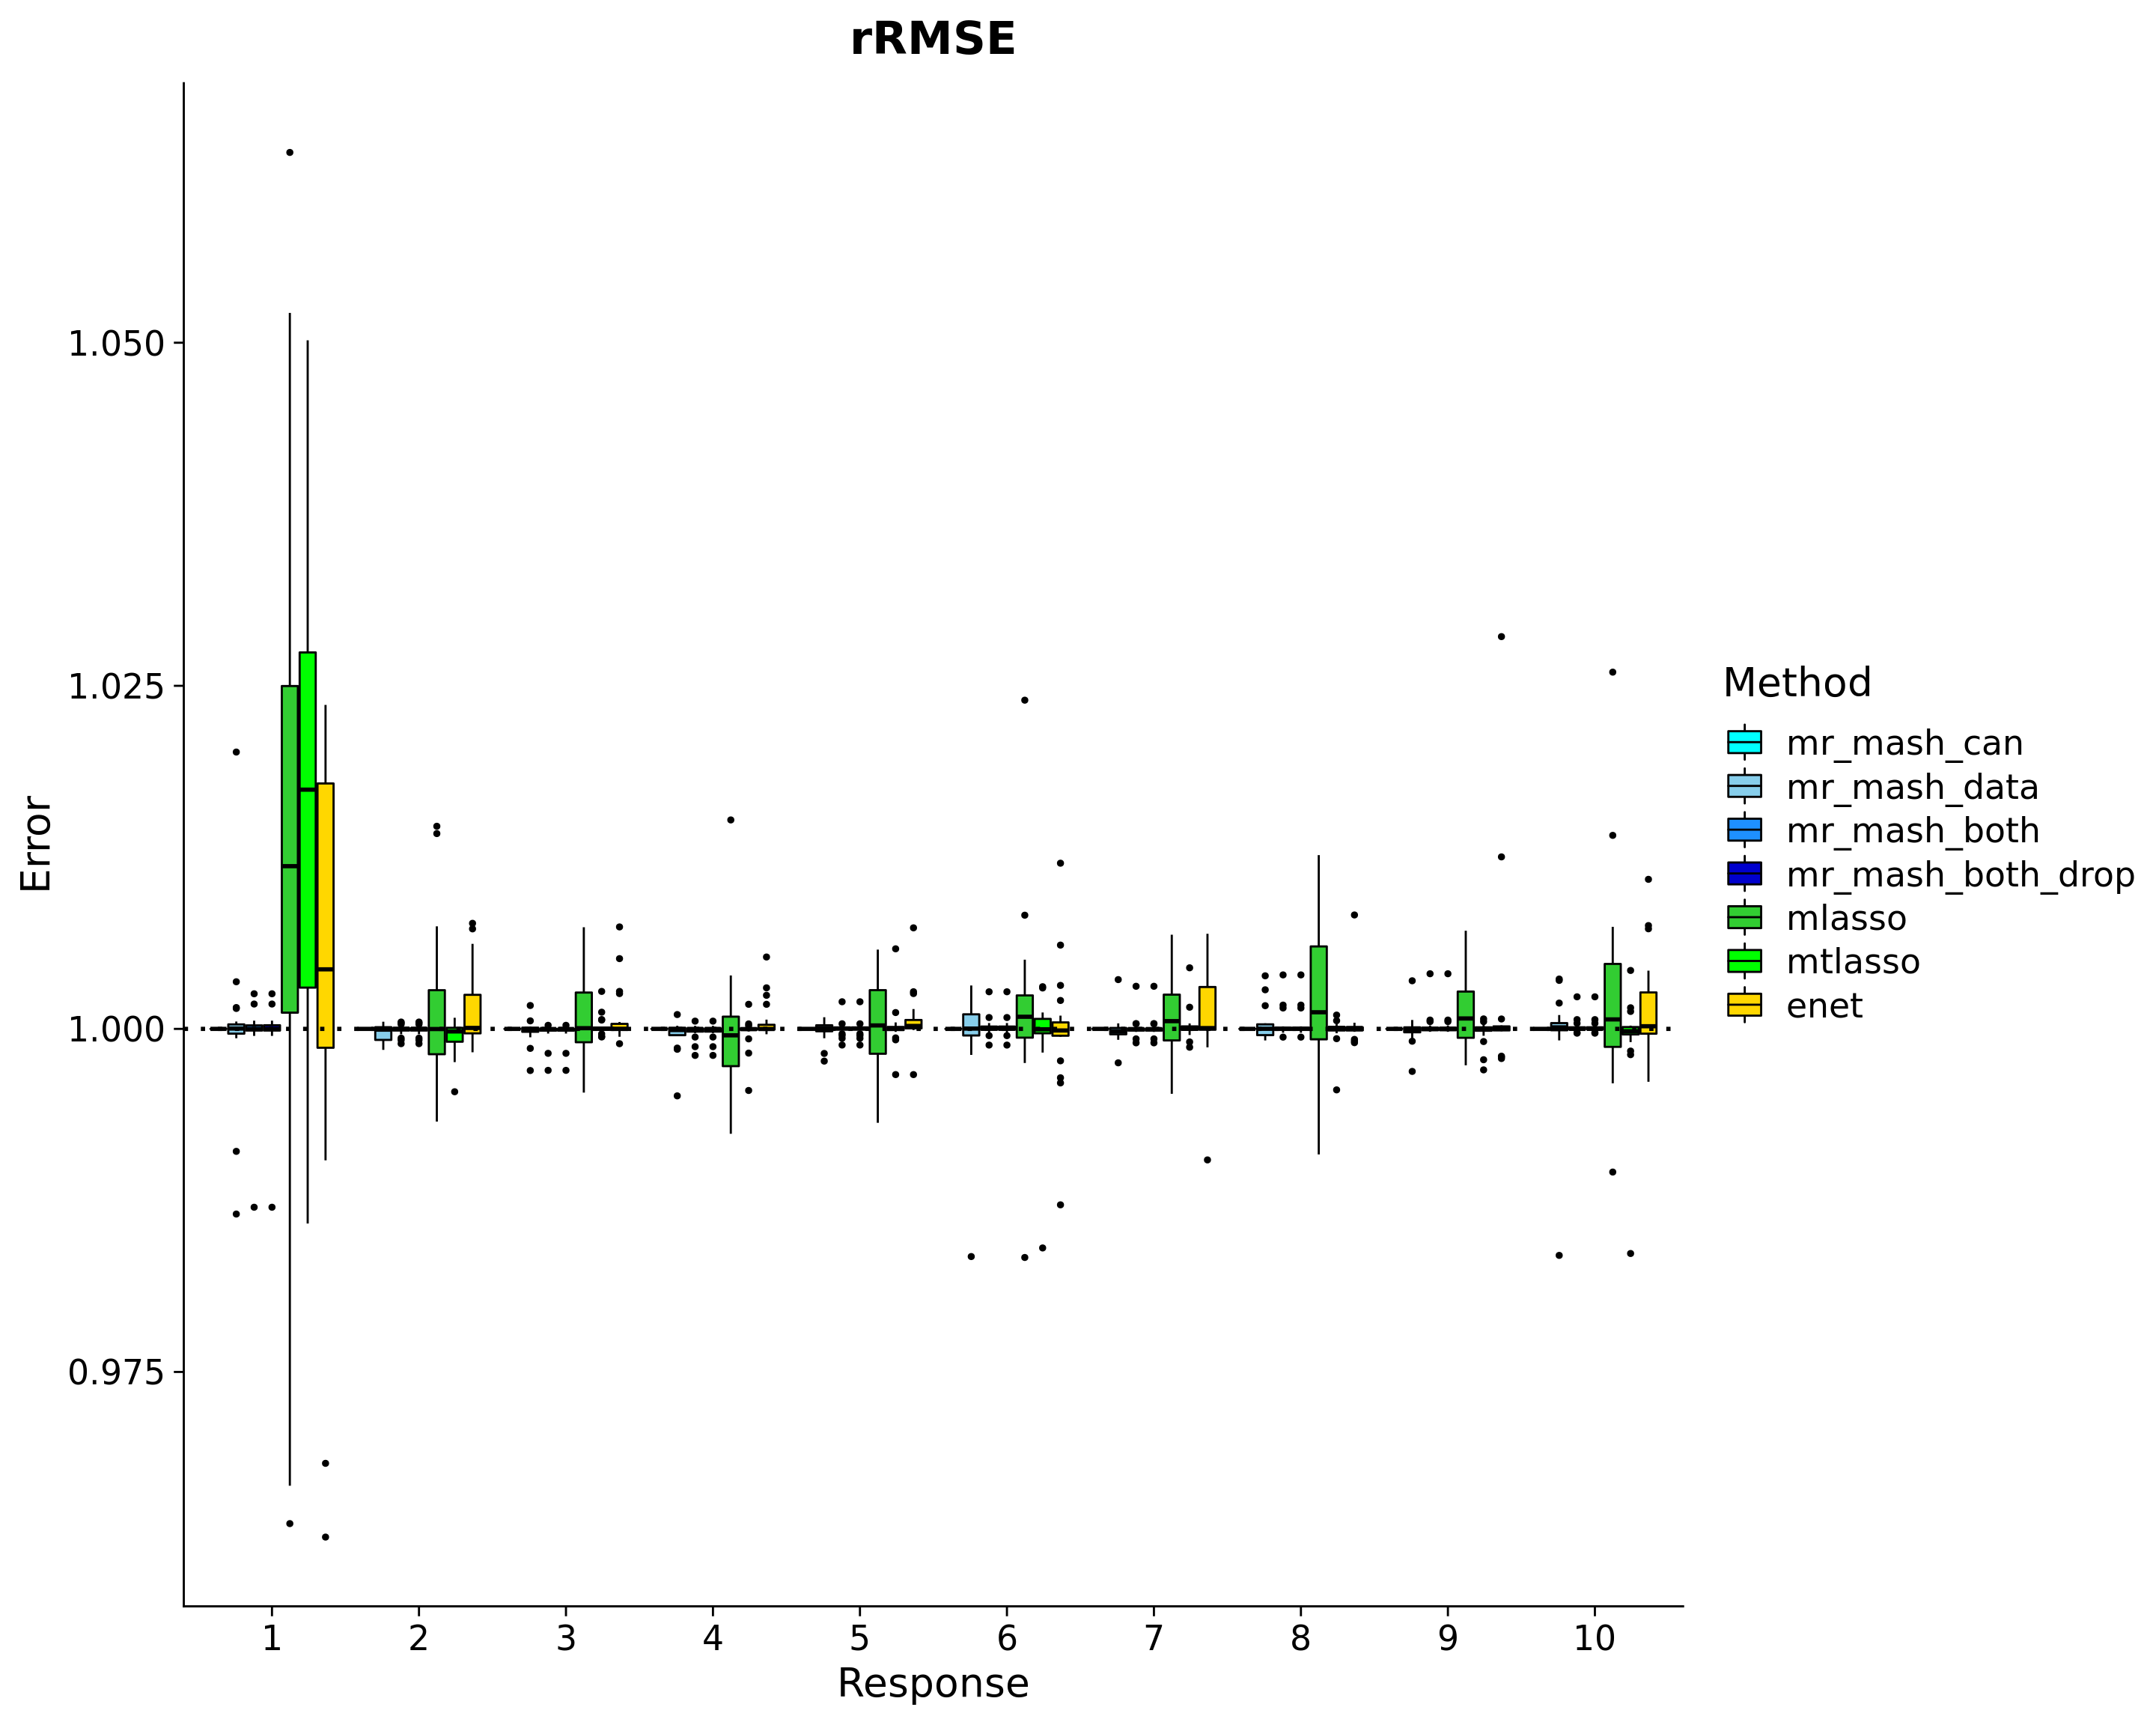 rRMSE
Error
1.050
1.025
1.000
0.975
1 2 3 4 5 6 7 8 9 10
Response
Method
mr_mash_can
mr_mash_data
mr_mash_both
mr_mash_both_drop
mlasso
mtlasso
enet